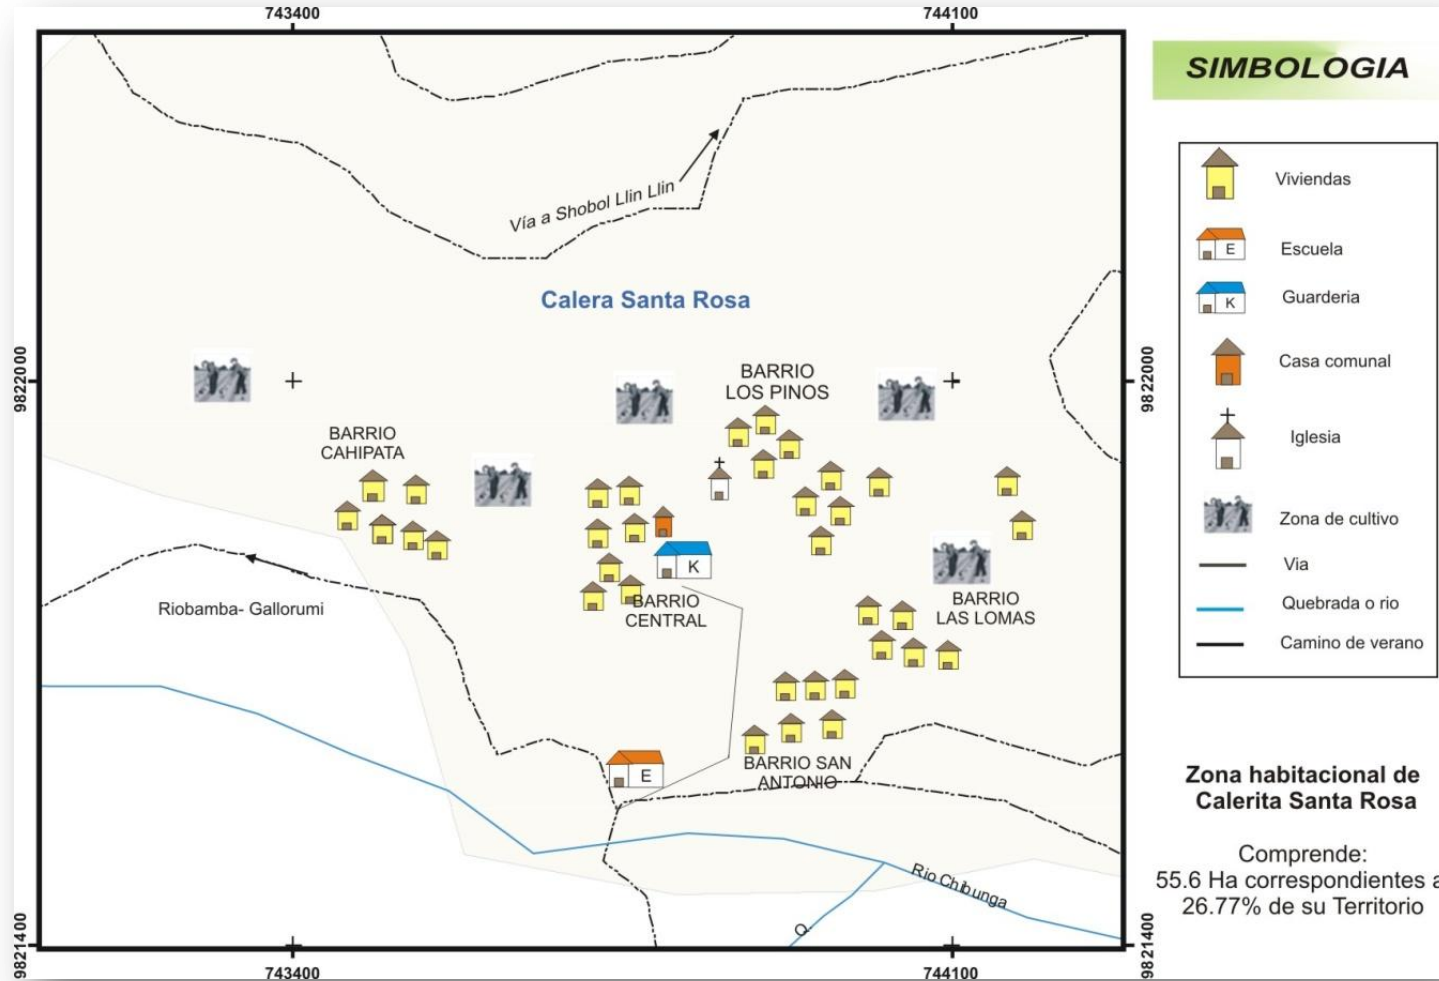 743400
744100
SIMBOLOGIA
Viviendas
E
Escuela
K
Guarderia
Casa comunal
Iglesia
Zona de cultivo
Via
Quebrada o rio
Camino de verano
Vía a Shobol Llin Llin
Calera Santa Rosa
9822000
9822000
BARRIO
LOS PINOS
BARRIO
CAHIPATA
K
BARRIO
CENTRAL
BARRIO
LAS LOMAS
Riobamba- Gallorumi
E
BARRIO SAN
ANTONIO
Rio Chibunga
Q.
Zona habitacional de
Calerita Santa Rosa
Comprende:
55.6 Ha correspondientes a
26.77% de su Territorio
9821400
9821400
743400
744100